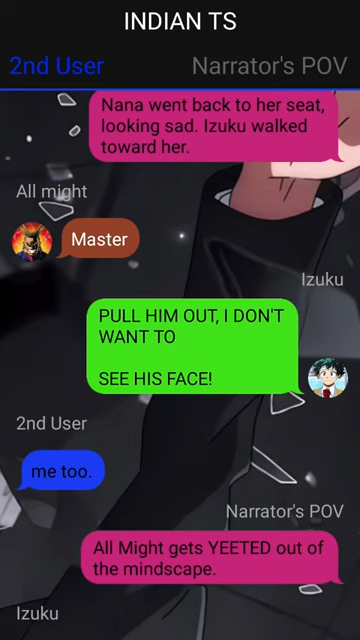 INDIAN TS
2nd User
Narrator's POV
Nana went back to her seat,
looking sad. Izuku walked
toward her.
All might
Master
Izuku
PULL HIM OUT, I DON'T
WANT TO
SEE HIS FACE!
2nd User
me too.
Narrator's POV
All Might gets YEETED out of
the mindscape.
Izuku